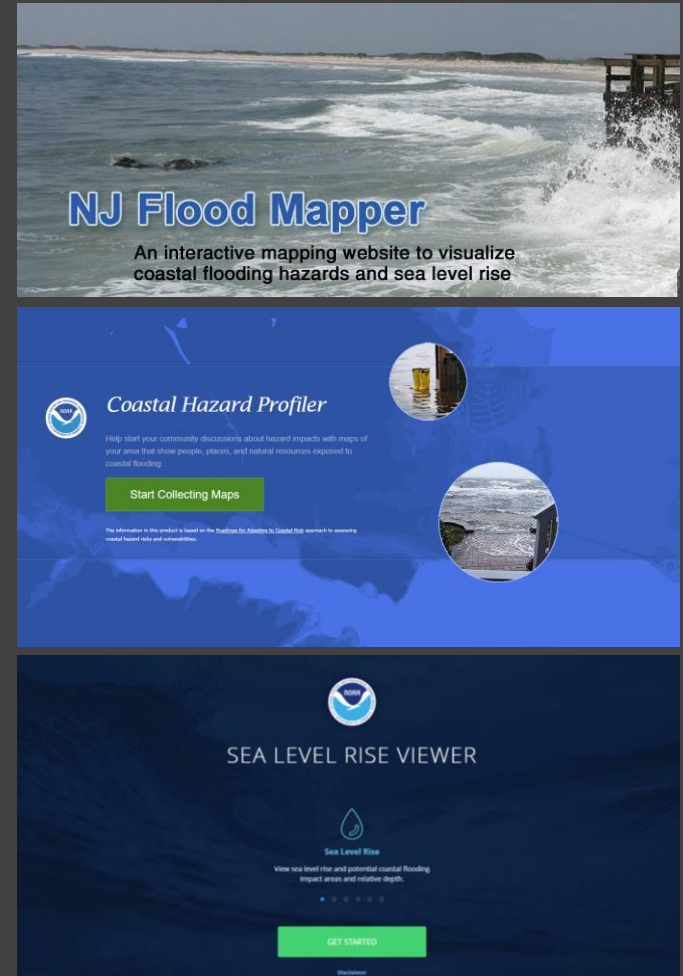 NJ Flood Mapper
An interactive mapping website to visualize
coastal flooding hazards and sea level rise
NOAA
Coastal Hazard Profiler
Help start your community discussions about hazard impacts with maps of
your area that show people, places, and natural resources exposed to
coastal flooding.
Start Collecting Maps
The information in this product is based on the Roadmap for Adapting to Coastal Risk approach to assessing
coastal hazard risks and vulnerabilities.
NOAA
SEA LEVEL RISE VIEWER
Sea Level Rise
View sea level rise and potential coastal flooding
impact areas and relative depth.
GET STARTED
Disclaimer